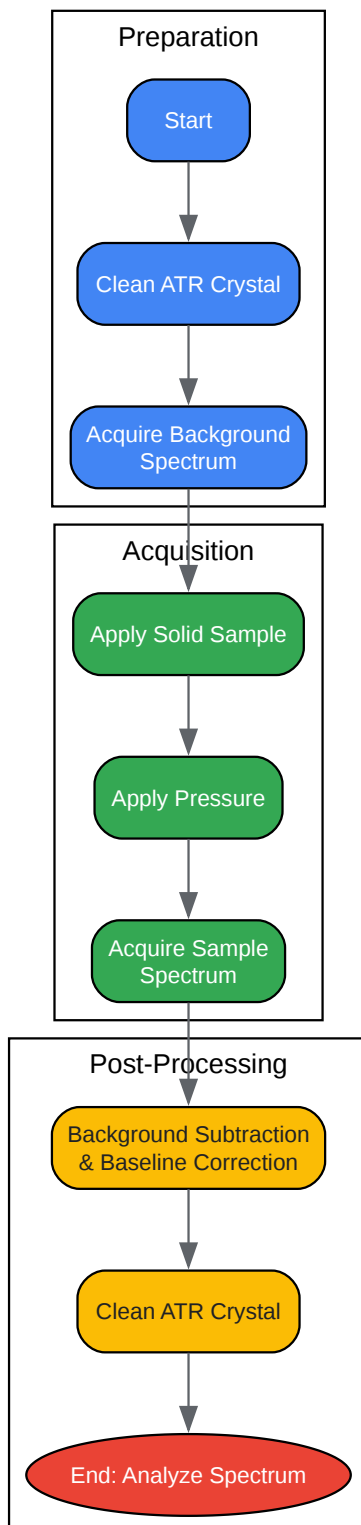 Preparation
Start
Clean ATR Crystal
Acquire Background
Spectrum
Acquisition
Apply Solid Sample
Apply Pressure
Acquire Sample
Spectrum
Post-Processing
Background Subtraction
& Baseline Correction
Clean ATR Crystal
End: Analyze Spectrum